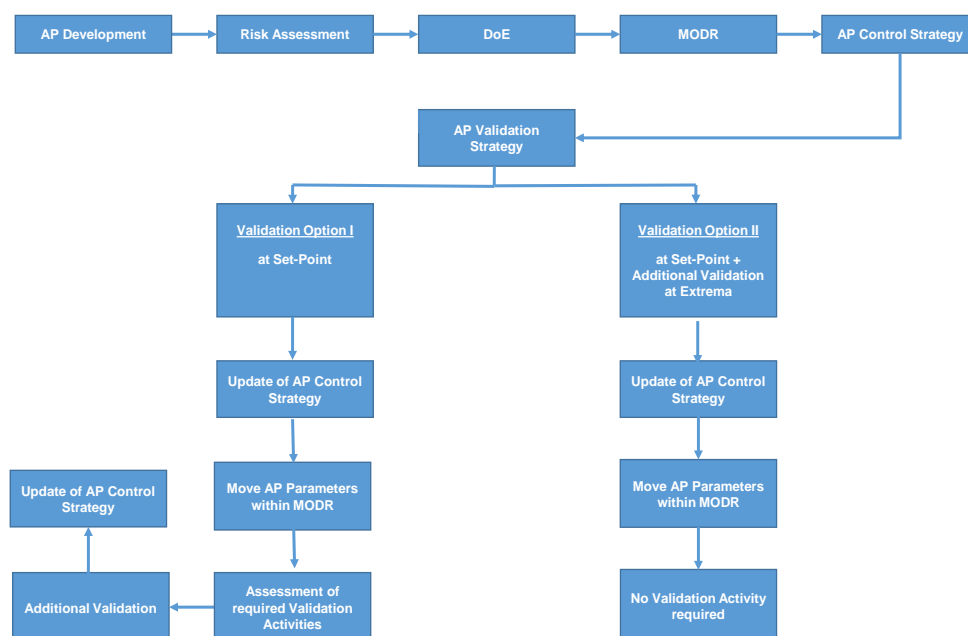 AP Development
Risk Assessment
DoE
MODR
AP Control Strategy
AP Validation
Strategy
Validation Option I
at Set-Point
Validation Option II
at Set-Point +
Additional Validation
at Extrema
Update of AP Control
Strategy
Update of AP Control
Strategy
Move AP Parameters
within MODR
Move AP Parameters
within MODR
Update of AP Control
Strategy
Additional Validation
Assessment of
required Validation
Activities
No Validation Activity
required